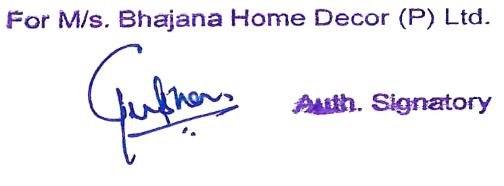 For M/s. Bhajana Home Decor (P) Ltd.
Auth. Signatory